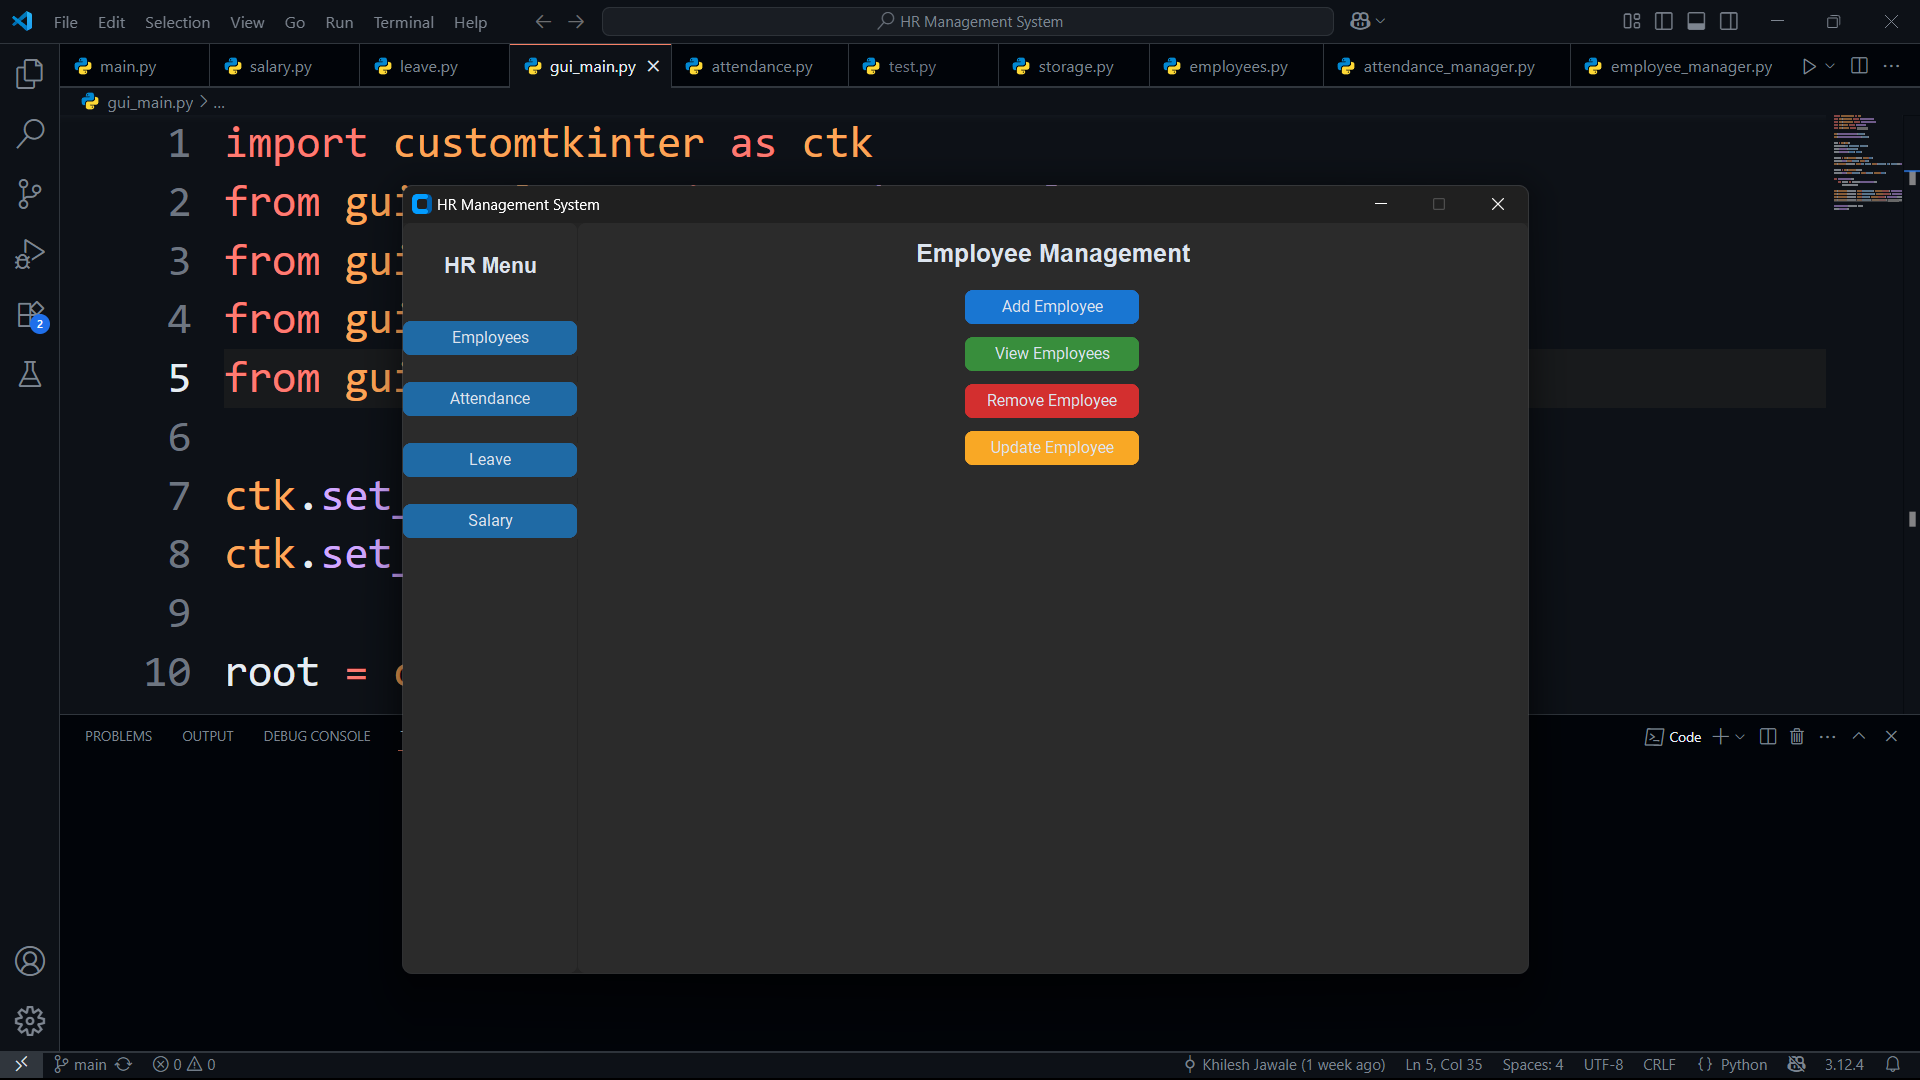 File Edit Selection View Go Run Terminal Help HR Management System
main.py salary.py leave.py gui_main.py attendance.py test.py storage.py employees.py attendance_manager.py employee_manager.py
gui_main.py > ...
1 import customtkinter as ctk
2 from gui
3 from gui
4 from gui
5 from gui
6
7 ctk.set_
8 ctk.set_
9
10 root =
HR Management System
HR Menu
Employees
Attendance
Leave
Salary
Employee Management
Add Employee
View Employees
Remove Employee
Update Employee
2
PROBLEMS OUTPUT DEBUG CONSOLE Code
main 0 0 Khilesh Jawale (1 week ago) Ln 5, Col 35 Spaces: 4 UTF-8 CRLF {} Python 3.12.4